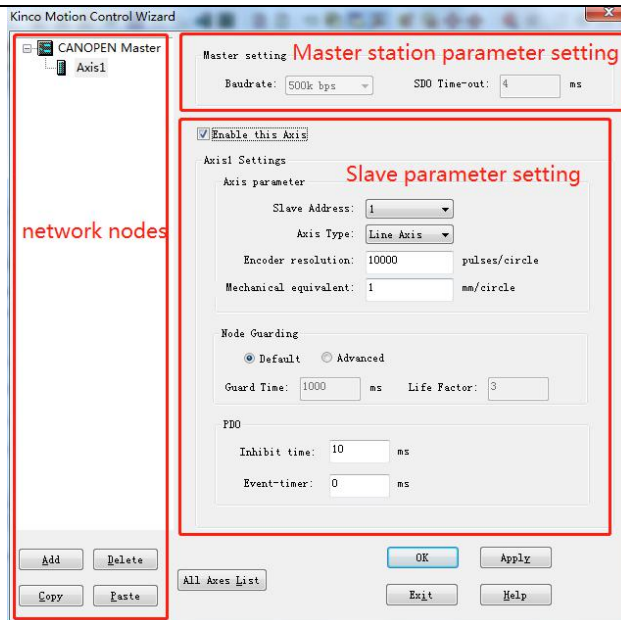 Kinco Motion Control Wizard
CANOPEN Master
Axis1
network nodes
Add Delete
Copy Paste
Master setting Master station parameter setting
Baudrate: 500k bps SDO Time-out: 4 ms
Enable this Axis
Axis1 Settings
Slave parameter setting
Axis parameter
Slave Address: 1
Axis Type: Line Axis
Encoder resolution: 10000 pulses/circle
Mechanical equivalent: 1 mm/circle
Node Guarding
Default Advanced
Guard Time: 1000 ms Life Factor: 3
PDO
Inhibit time: 10 ms
Event-timer: 0 ms
All Axes List
OK Apply
Exit Help